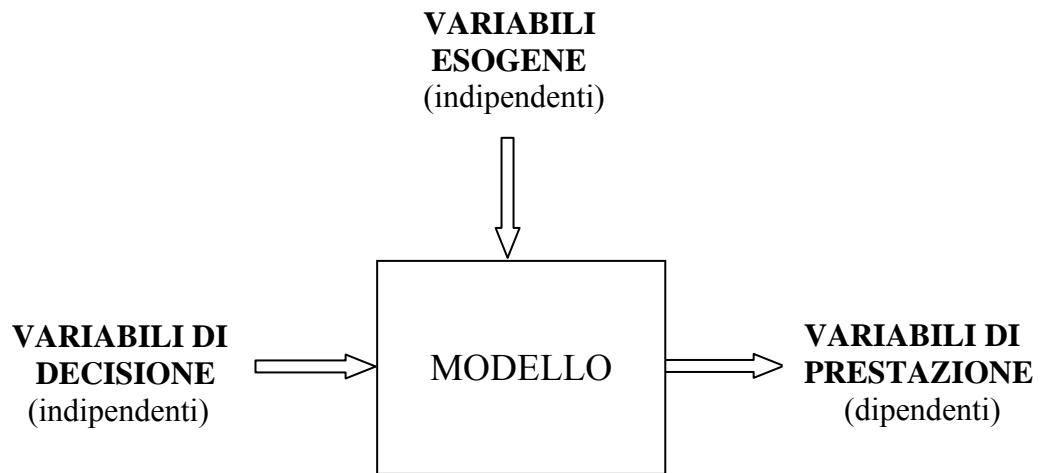 VARIABILI
ESOGENE
(indipendenti)
VARIABILI DI
DECISIONE
(indipendenti)
MODELLO
VARIABILI DI
PRESTAZIONE
(dipendenti)